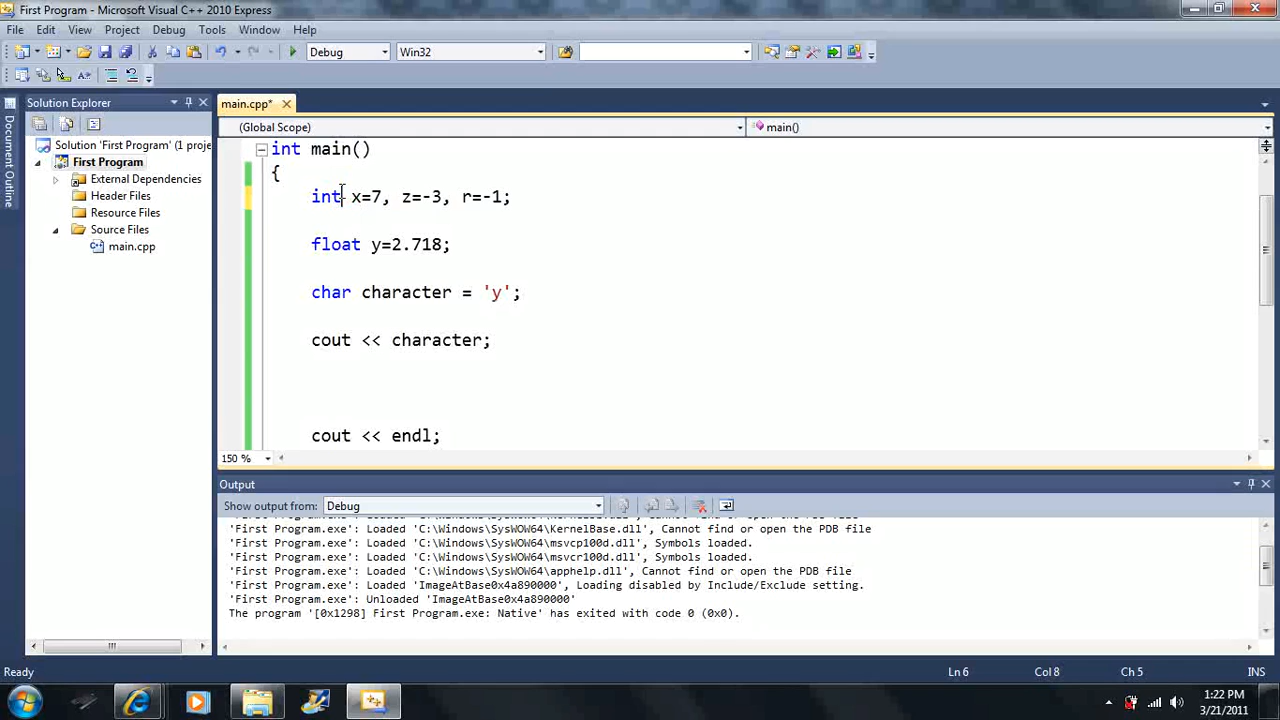 First Program - Microsoft Visual C++ 2010 Express
File Edit View Project Debug Tools Window Help
Debug Win32
Solution Explorer
main.cpp*
Document Outline
(Global Scope) main()
Solution 'First Program' (1 proje
First Program
External Dependencies
Header Files
Resource Files
Source Files
main.cpp
int main()
{
int x=7, z=-3, r=-1;
float y=2.718;
char character = 'y';
cout << character;
cout << endl;
150 %
Output
Show output from: Debug
'First Program.exe': Loaded 'C:\Windows\SysWOW64\KernelBase.dll', Cannot find or open the PDB file
'First Program.exe': Loaded 'C:\Windows\SysWOW64\msvcp100d.dll', Symbols loaded.
'First Program.exe': Loaded 'C:\Windows\SysWOW64\msvcr100d.dll', Symbols loaded.
'First Program.exe': Loaded 'C:\Windows\SysWOW64\apphelp.dll', Cannot find or open the PDB file
'First Program.exe': Loaded 'ImageAtBase0x4a890000', Loading disabled by Include/Exclude setting.
'First Program.exe': Unloaded 'ImageAtBase0x4a890000'
The program '[0x1298] First Program.exe: Native' has exited with code 0 (0x0).
Ready Ln 6 Col 8 Ch 5 INS
1:22 PM
3/21/2011